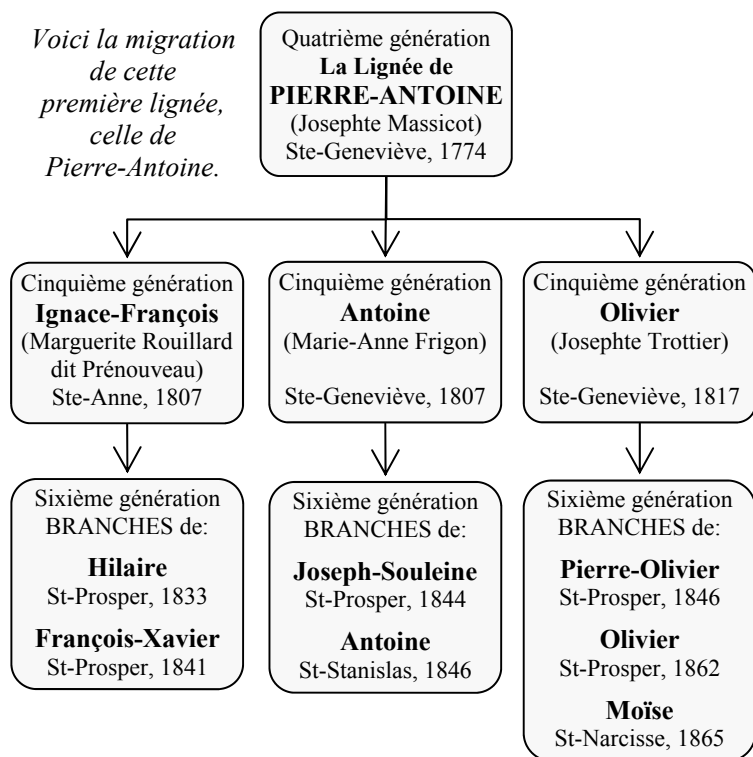 Voici la migration
de cette
première lignée,
celle de
Pierre-Antoine.
Quatrième génération
La Lignée de
PIERRE-ANTOINE
(Josephte Massicot)
Ste-Geneviève, 1774
Cinquième génération
Ignace-François
(Marguerite Rouillard
dit Prénouveau)
Ste-Anne, 1807
Cinquième génération
Antoine
(Marie-Anne Frigon)
Ste-Geneviève, 1807
Cinquième génération
Olivier
(Josephte Trottier)
Ste-Geneviève, 1817
Sixième génération
BRANCHES de:
Hilaire
St-Prosper, 1833
François-Xavier
St-Prosper, 1841
Sixième génération
BRANCHES de:
Joseph-Souleine
St-Prosper, 1844
Antoine
St-Stanislas, 1846
Sixième génération
BRANCHES de:
Pierre-Olivier
St-Prosper, 1846
Olivier
St-Prosper, 1862
Moïse
St-Narcisse, 1865